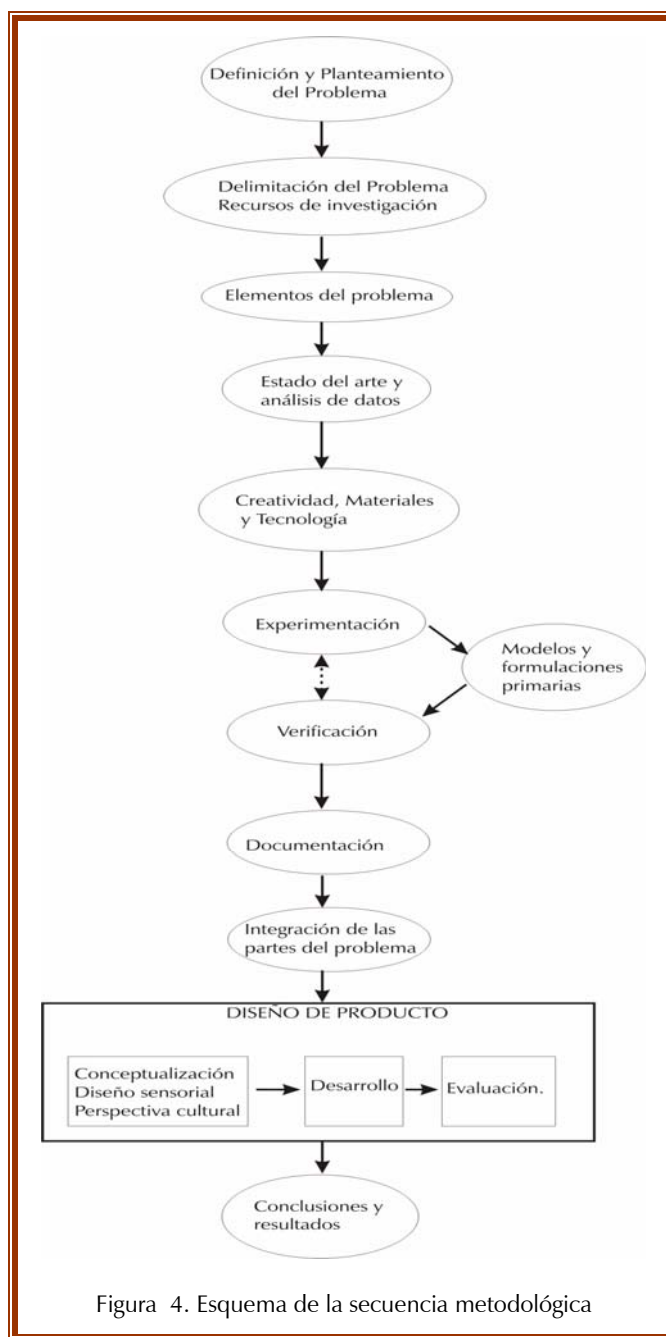 Definición y Planteamiento
del Problema
Delimitación del Problema
Recursos de investigación
Elementos del problema
Estado del arte y
análisis de datos
Creatividad, Materiales
y Tecnología
Experimentación
Modelos y
formulaciones
primarias
Verificación
Documentación
Integración de las
partes del problema
DISEÑO DE PRODUCTO
Conceptualización
Diseño sensorial
Perspectiva cultural
Desarrollo
Evaluación.
Conclusiones y
resultados
Figura 4. Esquema de la secuencia metodológica